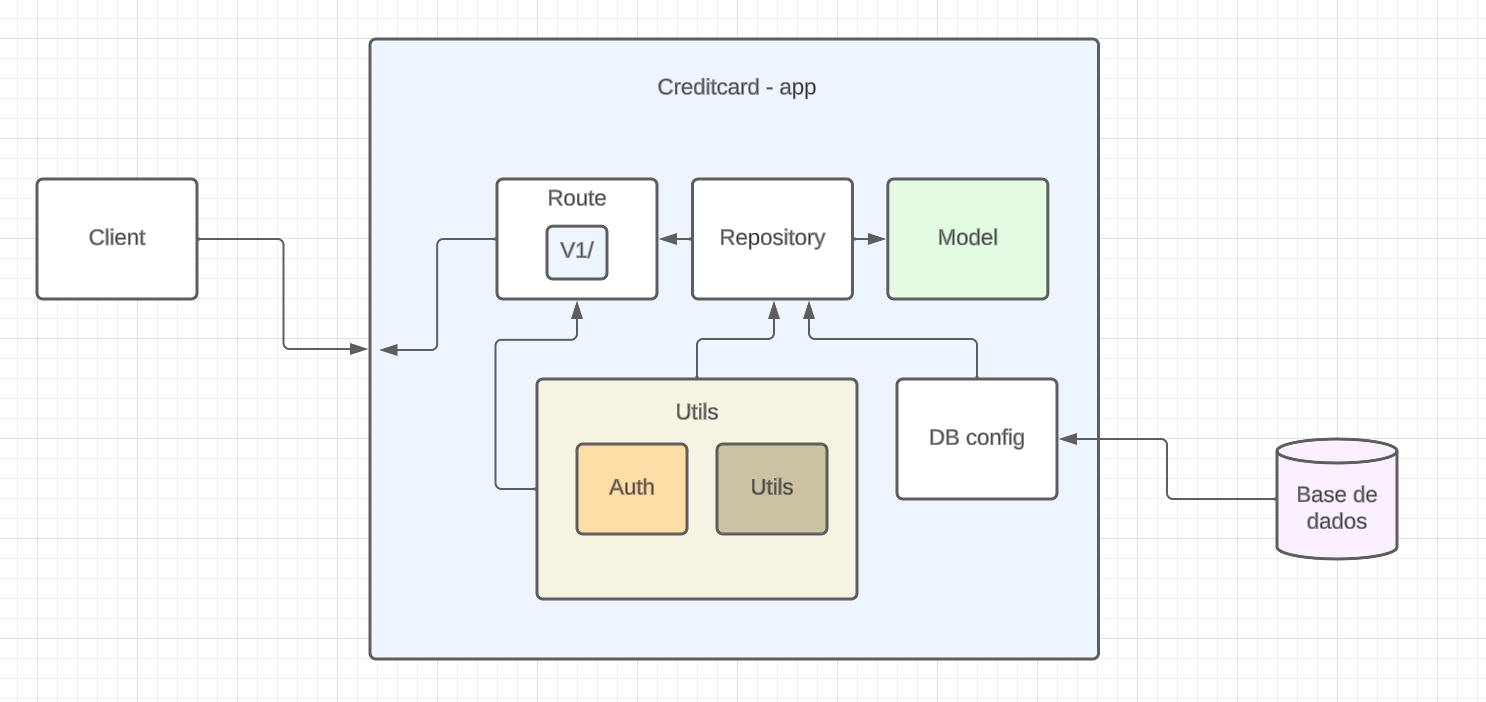 Creditcard - app
Client
Route
V1/
Repository
Model
Utils
Auth
Utils
DB config
Base de
dados